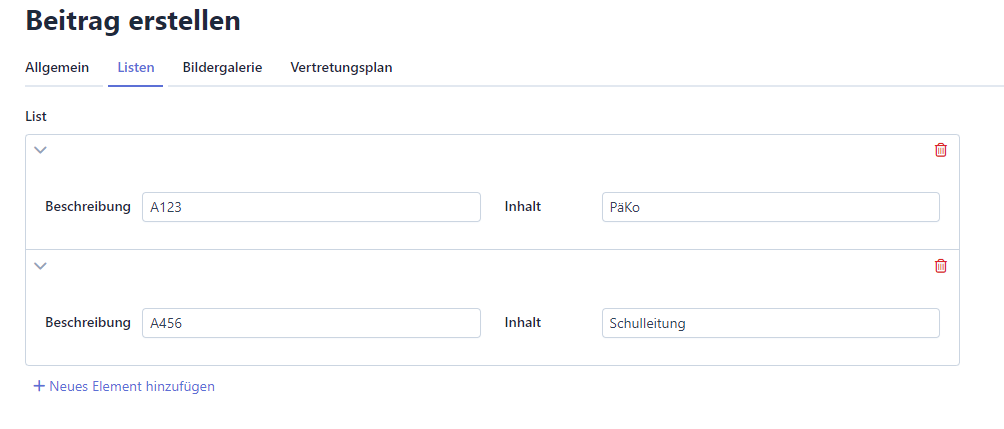 Beitrag erstellen
Allgemein Listen Bildergalerie Vertretungsplan
List
Beschreibung A123 Inhalt PäKo
Beschreibung A456 Inhalt Schulleitung
+ Neues Element hinzufügen